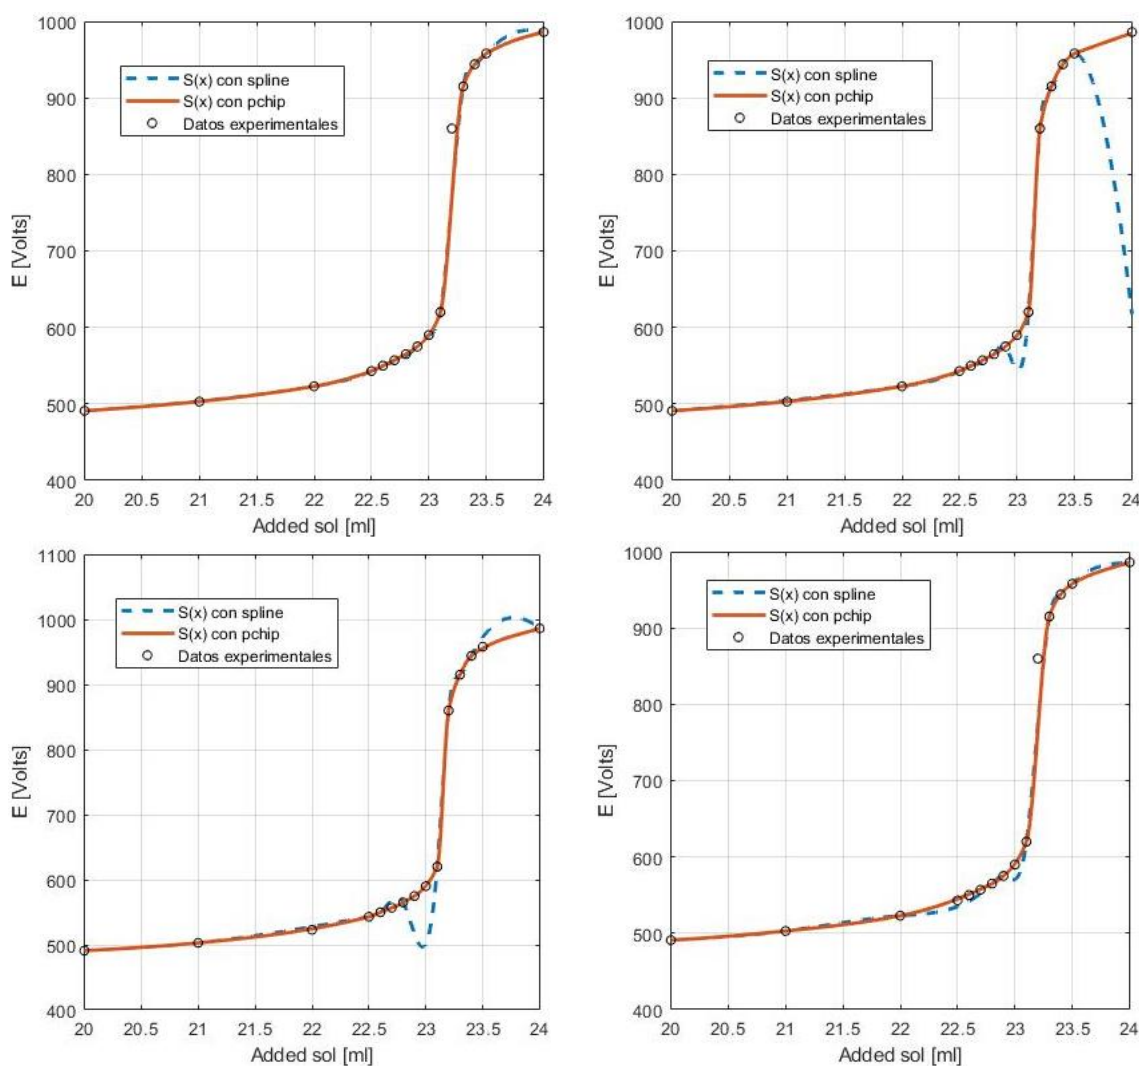 1000
900
800
700
600
500
400
E [Volts]
S(x) con spline
S(x) con pchip
Datos experimentales
20 20.5 21 21.5 22 22.5 23 23.5 24
Added sol [ml]
1000
900
800
700
600
500
400
E [Volts]
S(x) con spline
S(x) con pchip
Datos experimentales
20 20.5 21 21.5 22 22.5 23 23.5 24
Added sol [ml]
1100
1000
900
800
700
600
500
400
E [Volts]
S(x) con spline
S(x) con pchip
Datos experimentales
20 20.5 21 21.5 22 22.5 23 23.5 24
Added sol [ml]
1000
900
800
700
600
500
400
E [Volts]
S(x) con spline
S(x) con pchip
Datos experimentales
20 20.5 21 21.5 22 22.5 23 23.5 24
Added sol [ml]